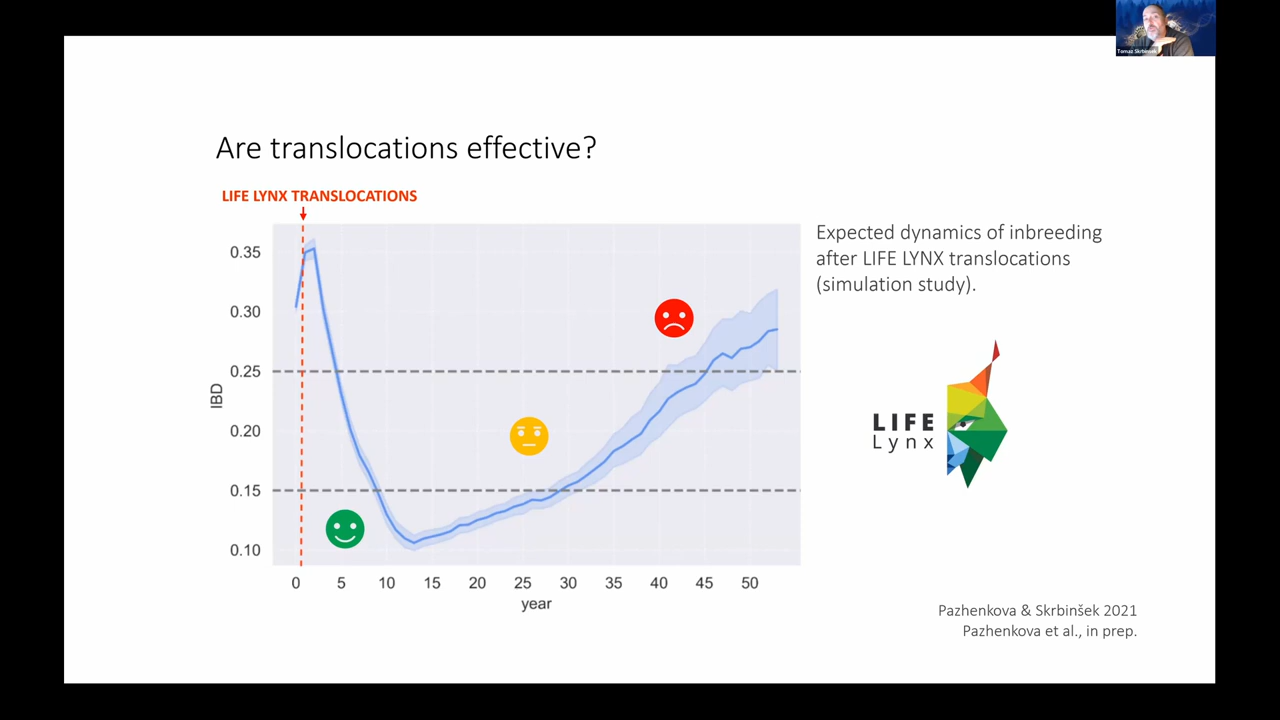 Tomaz Skrbinsek
Are translocations effective?
LIFE LYNX TRANSLOCATIONS
Expected dynamics of inbreeding
after LIFE LYNX translocations
(simulation study).
0.35
0.30
0.25
0.20
0.15
0.10
IBD
0 5 10 15 20 25 30 35 40 45 50
year
LIFE
Lynx
Pazhenkova & Skrbinšek 2021
Pazhenkova et al., in prep.